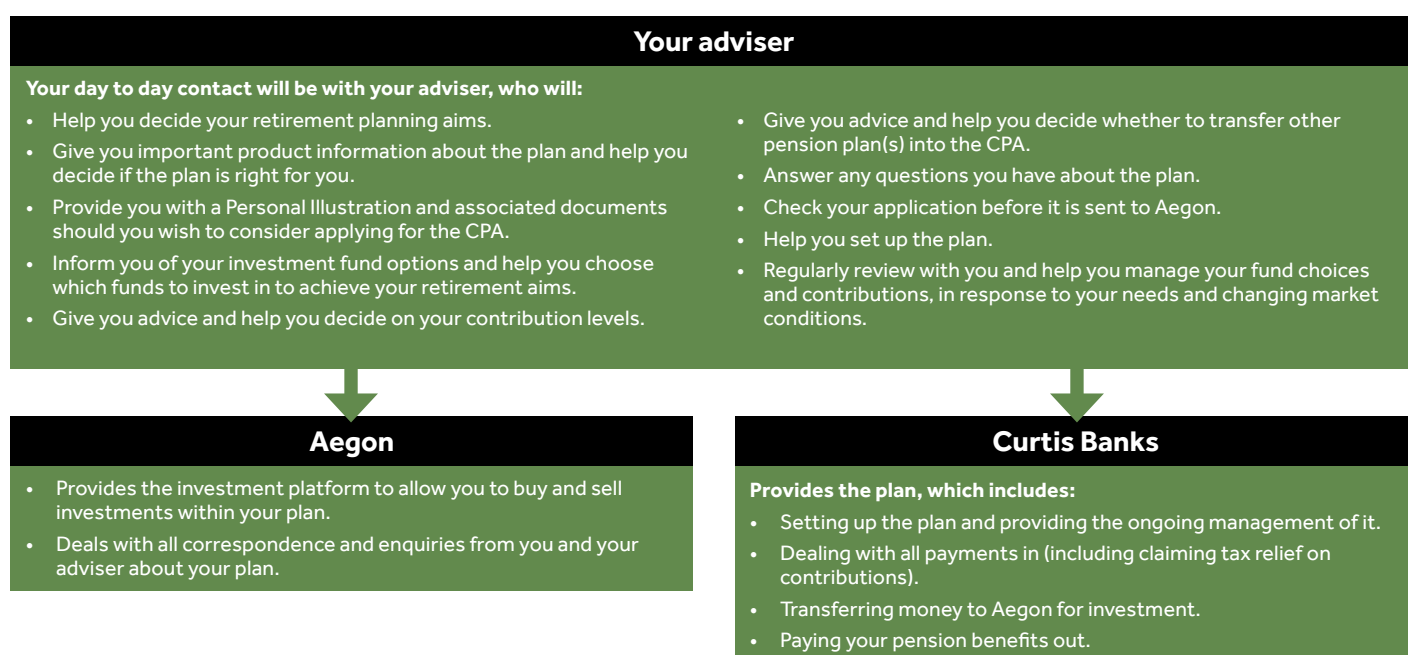 Your adviser
Your day to day contact will be with your adviser, who will:
• Help you decide your retirement planning aims.
• Give you important product information about the plan and help you
decide if the plan is right for you.
• Provide you with a Personal Illustration and associated documents
should you wish to consider applying for the CPA.
• Inform you of your investment fund options and help you choose
which funds to invest in to achieve your retirement aims.
• Give you advice and help you decide on your contribution levels.
• Give you advice and help you decide whether to transfer other
pension plan(s) into the CPA.
• Answer any questions you have about the plan.
• Check your application before it is sent to Aegon.
• Help you set up the plan.
• Regularly review with you and help you manage your fund choices
and contributions, in response to your needs and changing market
conditions.
Aegon
• Provides the investment platform to allow you to buy and sell
investments within your plan.
• Deals with all correspondence and enquiries from you and your
adviser about your plan.
Curtis Banks
Provides the plan, which includes:
• Setting up the plan and providing the ongoing management of it.
• Dealing with all payments in (including claiming tax relief on
contributions).
• Transferring money to Aegon for investment.
• Paying your pension benefits out.